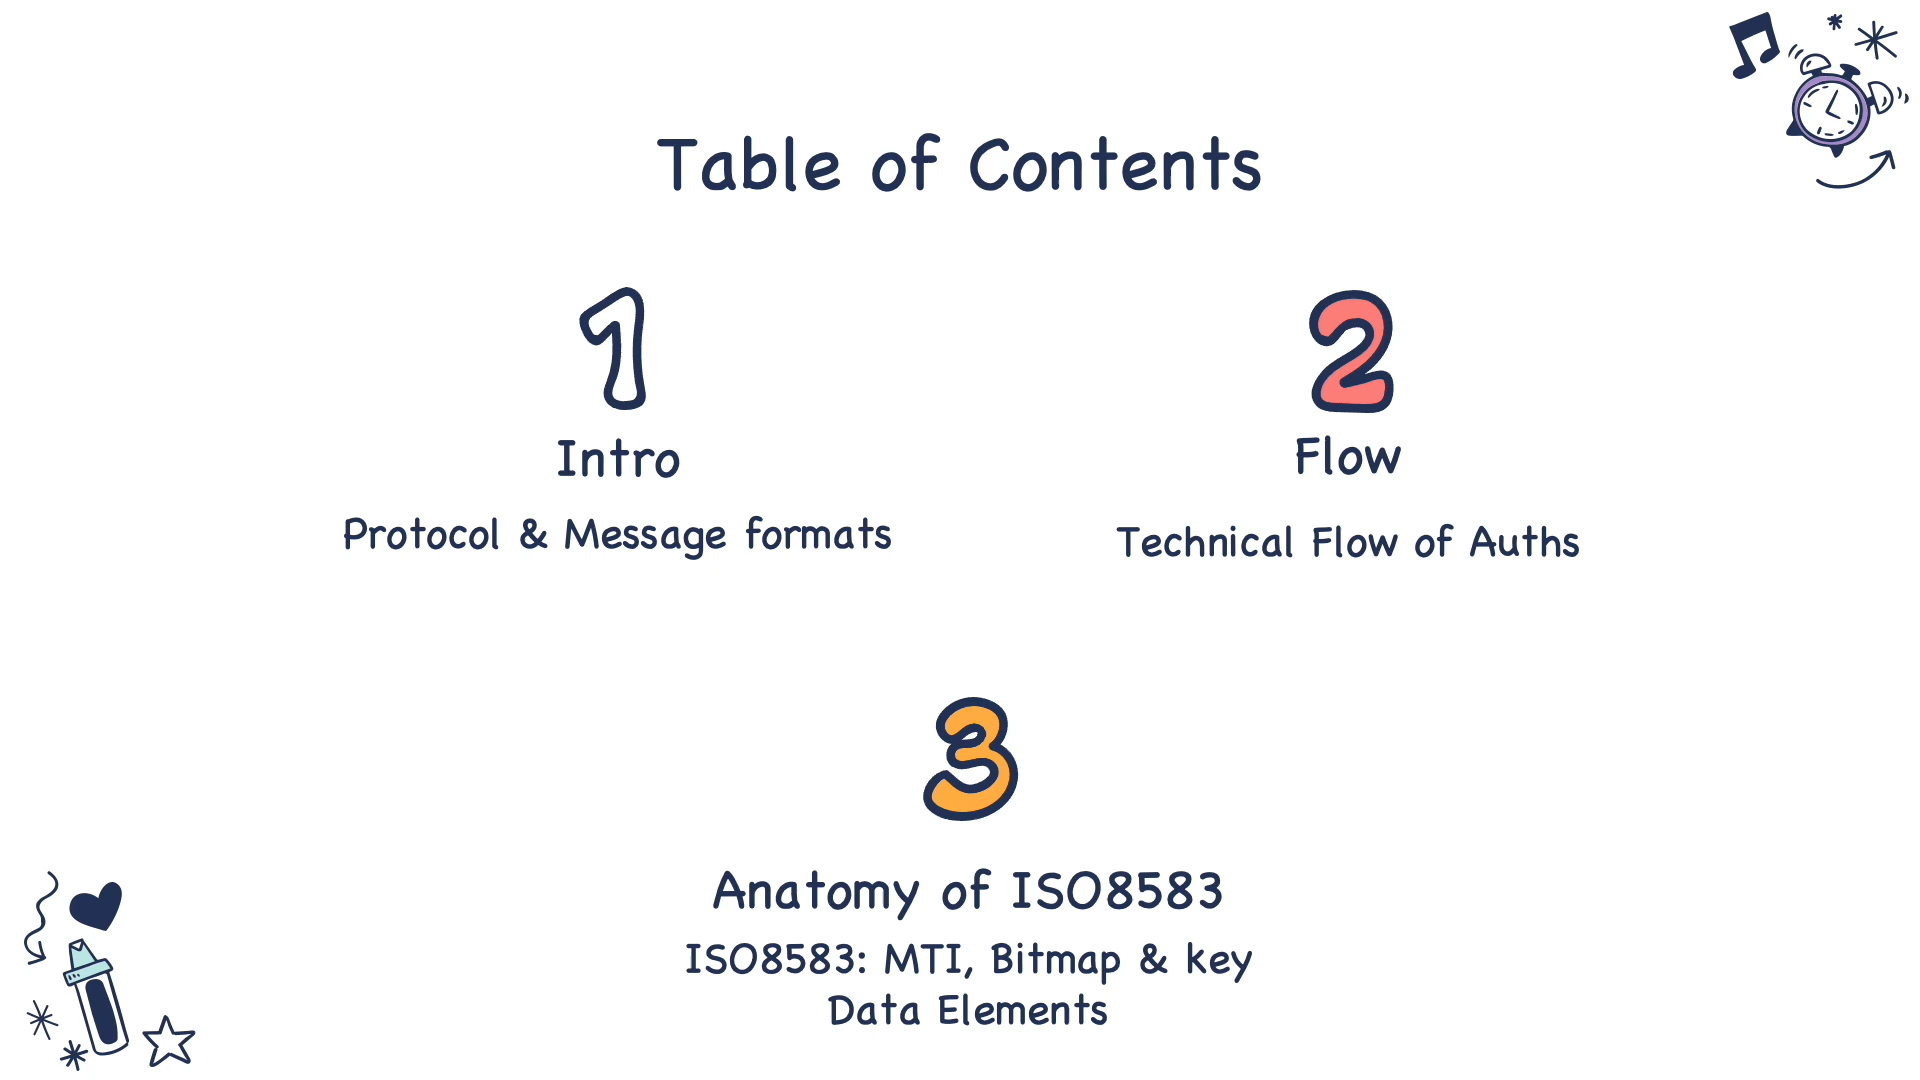 Table of Contents
1
Intro
Protocol & Message formats
2
Flow
Technical Flow of Auths
3
Anatomy of ISO8583
ISO8583: MTI, Bitmap & key
Data Elements